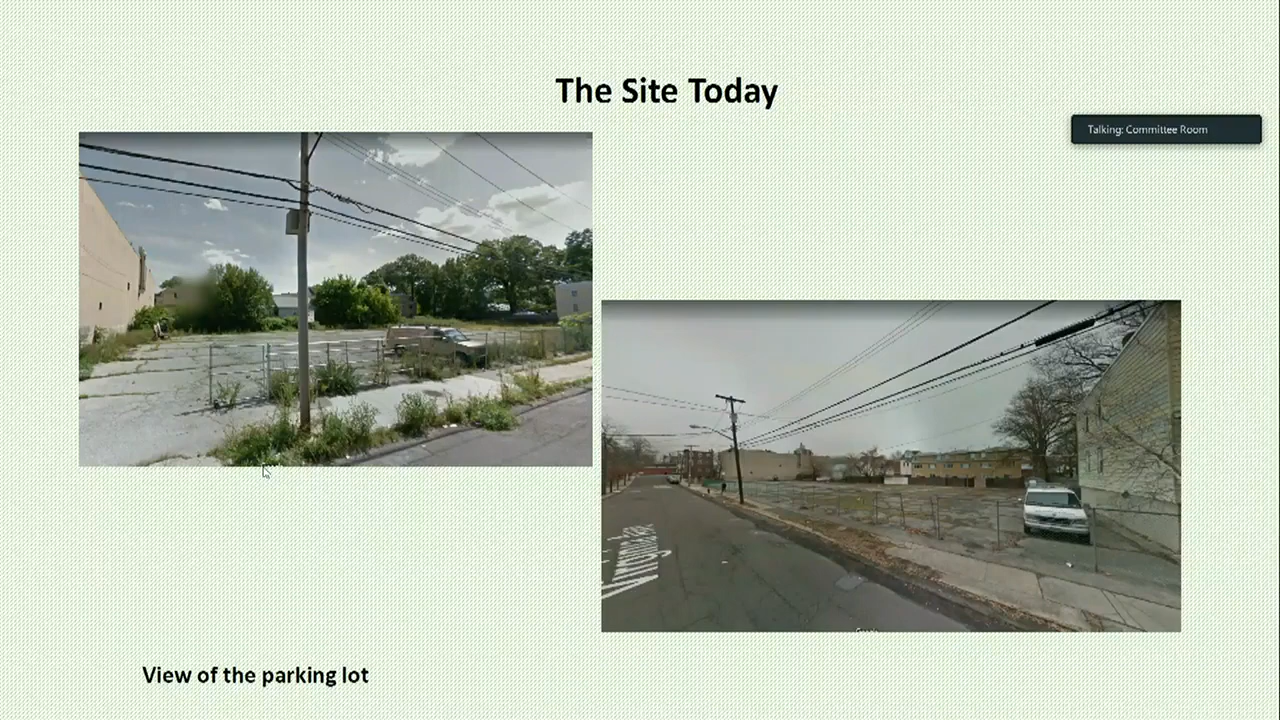 The Site Today
Talking: Committee Room
View of the parking lot